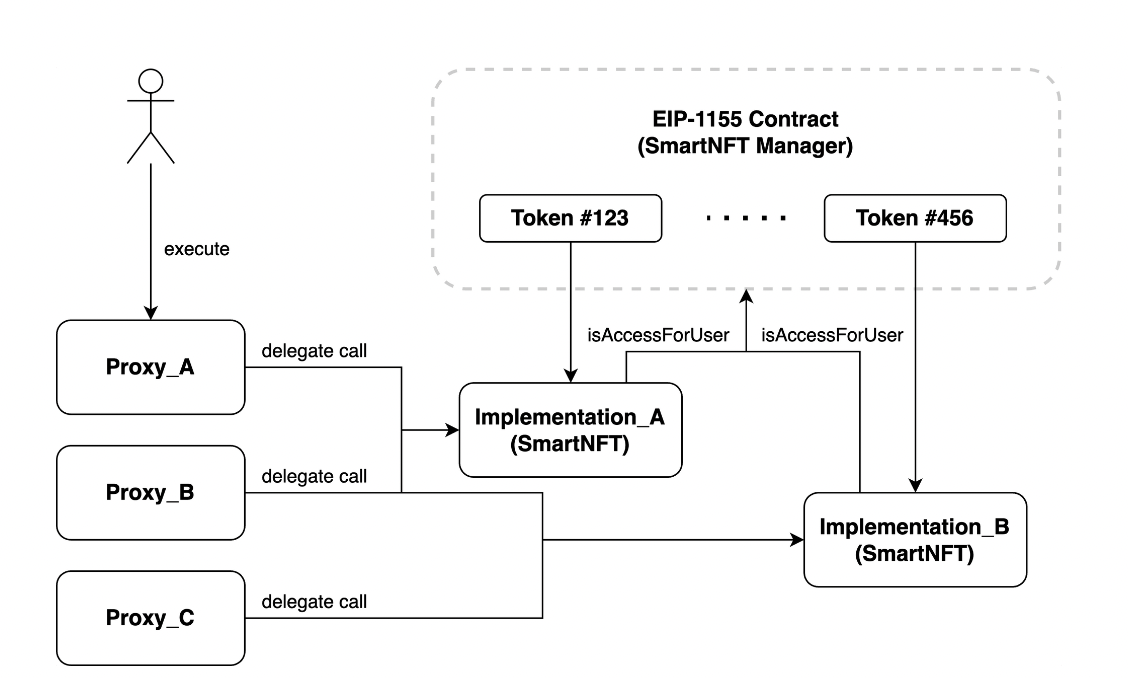 EIP-1155 Contract
(SmartNFT Manager)
Token #123
Token #456
execute
isAccessForUser
isAccessForUser
Proxy_A
delegate call
Implementation_A
(SmartNFT)
Proxy_B
delegate call
Implementation_B
(SmartNFT)
Proxy_C
delegate call